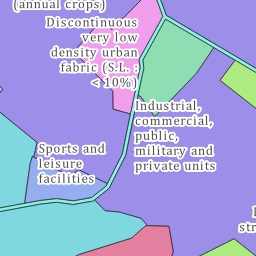 (annual crops)
Discontinuous
very low
density urban
fabric (S.L. :
< 10%)
Industrial,
commercial,
public,
military and
private units
Sports and
leisure
facilities